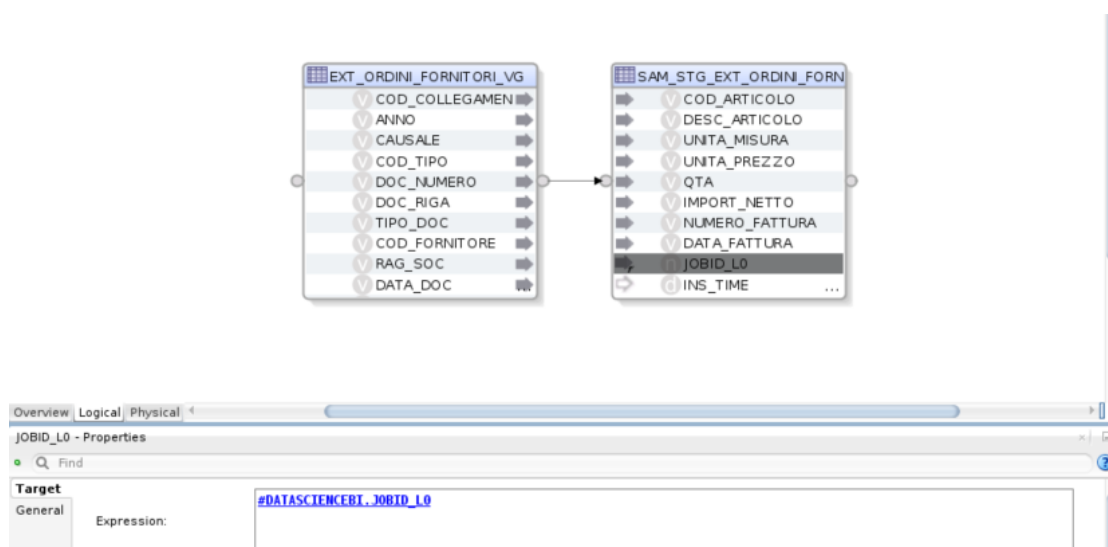 EXT_ORDINI_FORNITORI_VG
COD_COLLEGAMEN
ANNO
CAUSALE
COD_TIPO
DOC_NUMERO
DOC_RIGA
TIPO_DOC
COD_FORNITORE
RAG_SOC
DATA_DOC
...
SAM_STG_EXT_ORDINI_FORN
COD_ARTICOLO
DESC_ARTICOLO
UNITA_MISURA
UNITA_PREZZO
QTA
IMPORT_NETTO
NUMERO_FATTURA
DATA_FATTURA
JOBID_L0
INS_TIME ...
Overview Logical Physical
JOBID_L0 - Properties
Find
Target
General
Expression:
#DATASCIENCEBI.JOBID_L0